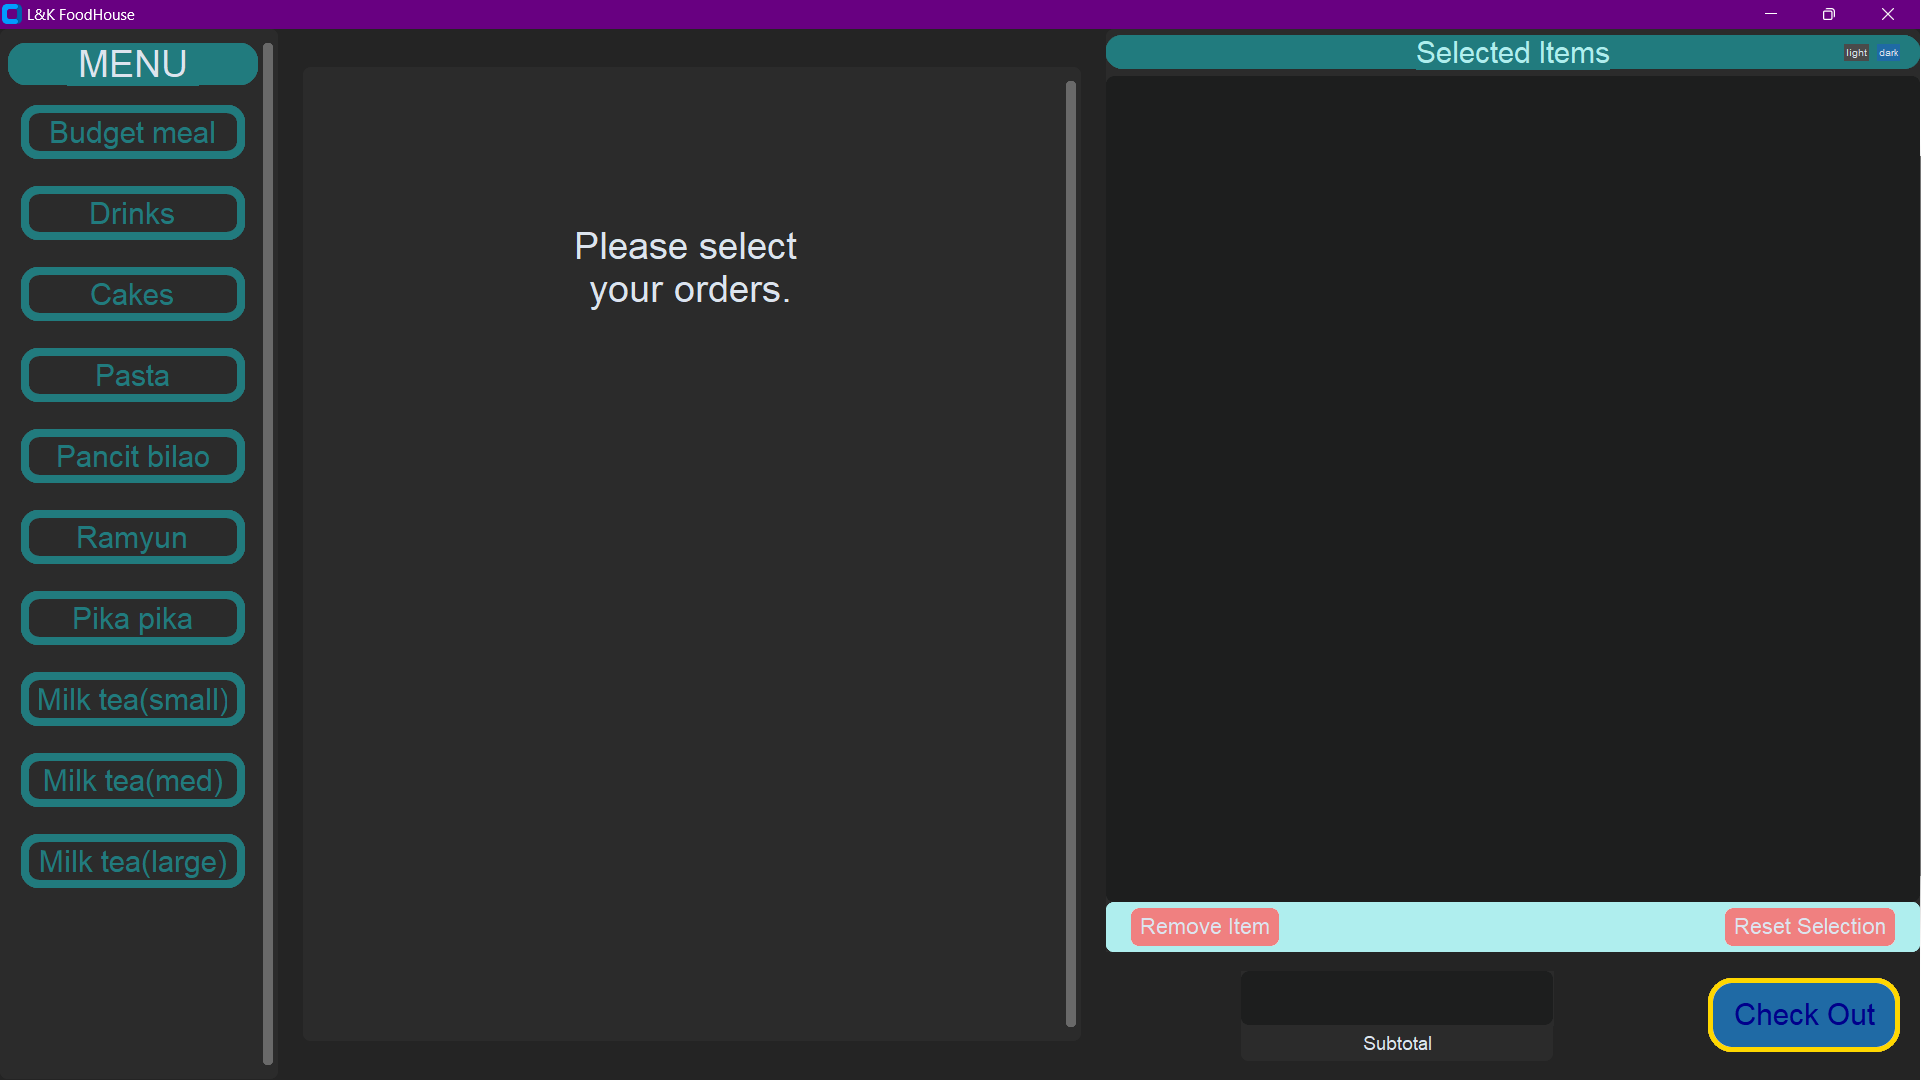 L&K FoodHouse
MENU
Budget meal
Drinks
Cakes
Pasta
Pancit bilao
Ramyun
Pika pika
Milk tea(small)
Milk tea(med)
Milk tea(large)
Please select
your orders.
Selected Items
light dark
Remove Item
Reset Selection
Subtotal
Check Out